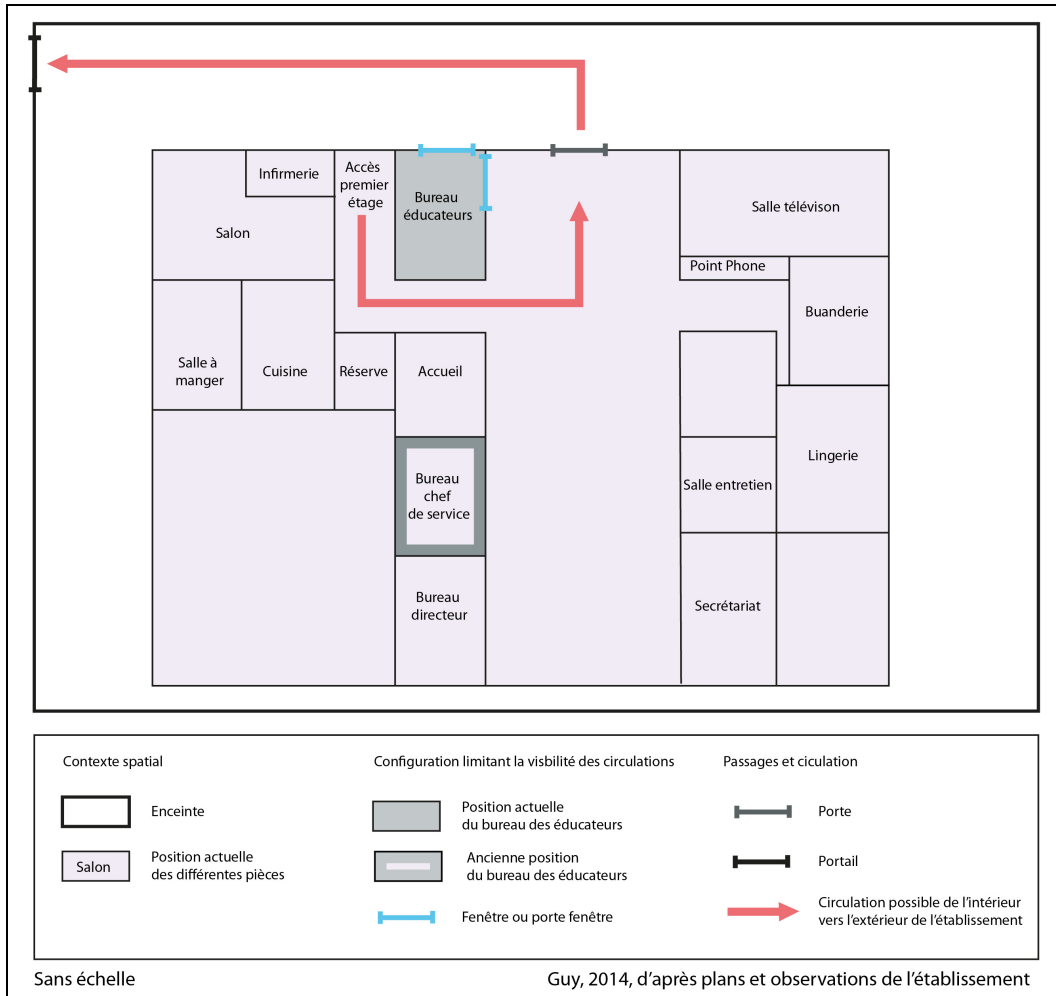 Infirmerie
Accès
premier
étage
Bureau
éducateurs
Salon
Salle télévison
Point Phone
Buanderie
Salle à
manger
Cuisine
Réserve
Accueil
Bureau
chef
de service
Lingerie
Salle entretien
Bureau
directeur
Secrétariat
Contexte spatial
Enceinte
Salon
Position actuelle
des différentes pièces
Configuration limitant la visbilité des circulations
Position actuelle
du bureau des éducateurs
Ancienne position
du bureau des éducateurs
Fenêtre ou porte fenêtre
Passages et ciculation
Porte
Portail
Circulation possible de l'intérieur
vers l'extérieur de l'établissement
Sans échelle
Guy, 2014, d'après plans et observations de l'établissement